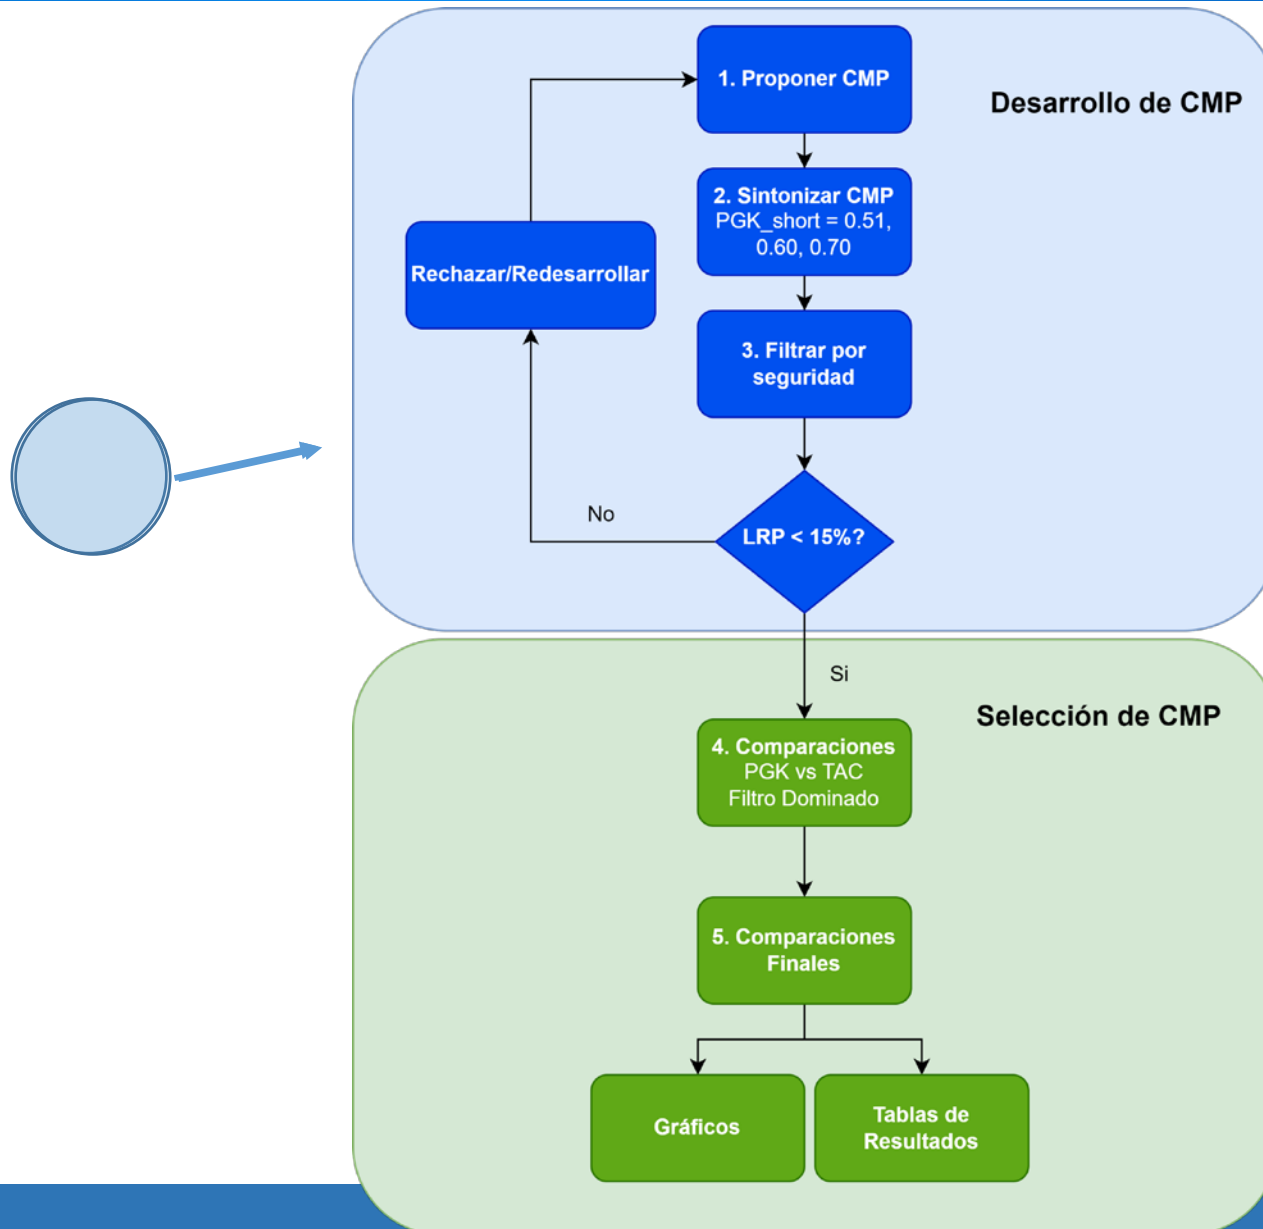 1. Proponer CMP
Desarrollo de CMP
2. Sintonizar CMP
PGK_short = 0.51,
0.60, 0.70
Rechazar/Redesarrollar
3. Filtrar por
seguridad
No
LRP < 15%?
Si
Selección de CMP
4. Comparaciones
PGK vs TAC
Filtro Dominado
5. Comparaciones
Finales
Gráficos
Tablas de
Resultados